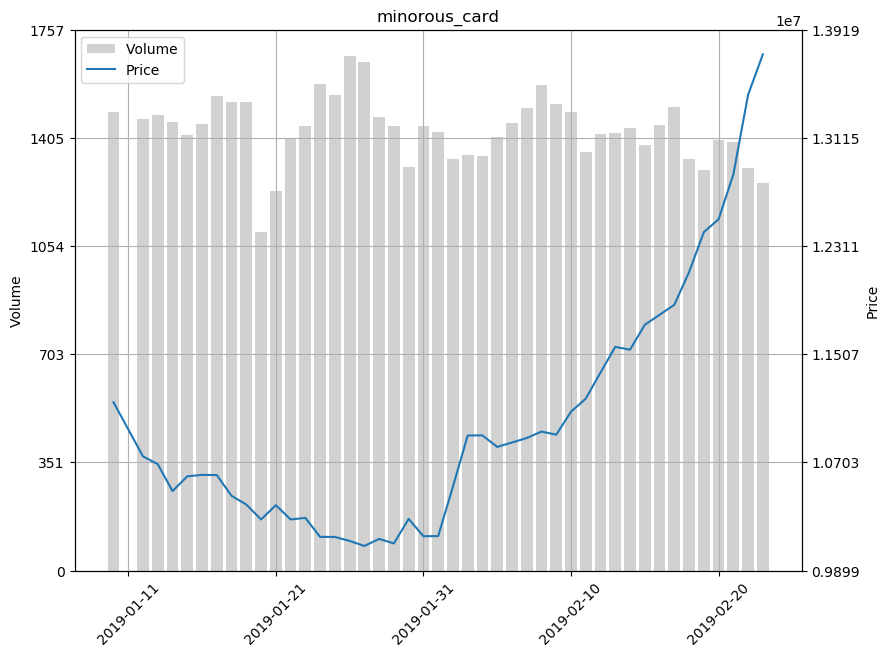 minorous_card
1e7
Volume
Price
1757
1405
1054
703
351
0
Volume
1.3919
1.3115
1.2311
1.1507
1.0703
0.9899
Price
2019-01-11
2019-01-21
2019-01-31
2019-02-10
2019-02-20